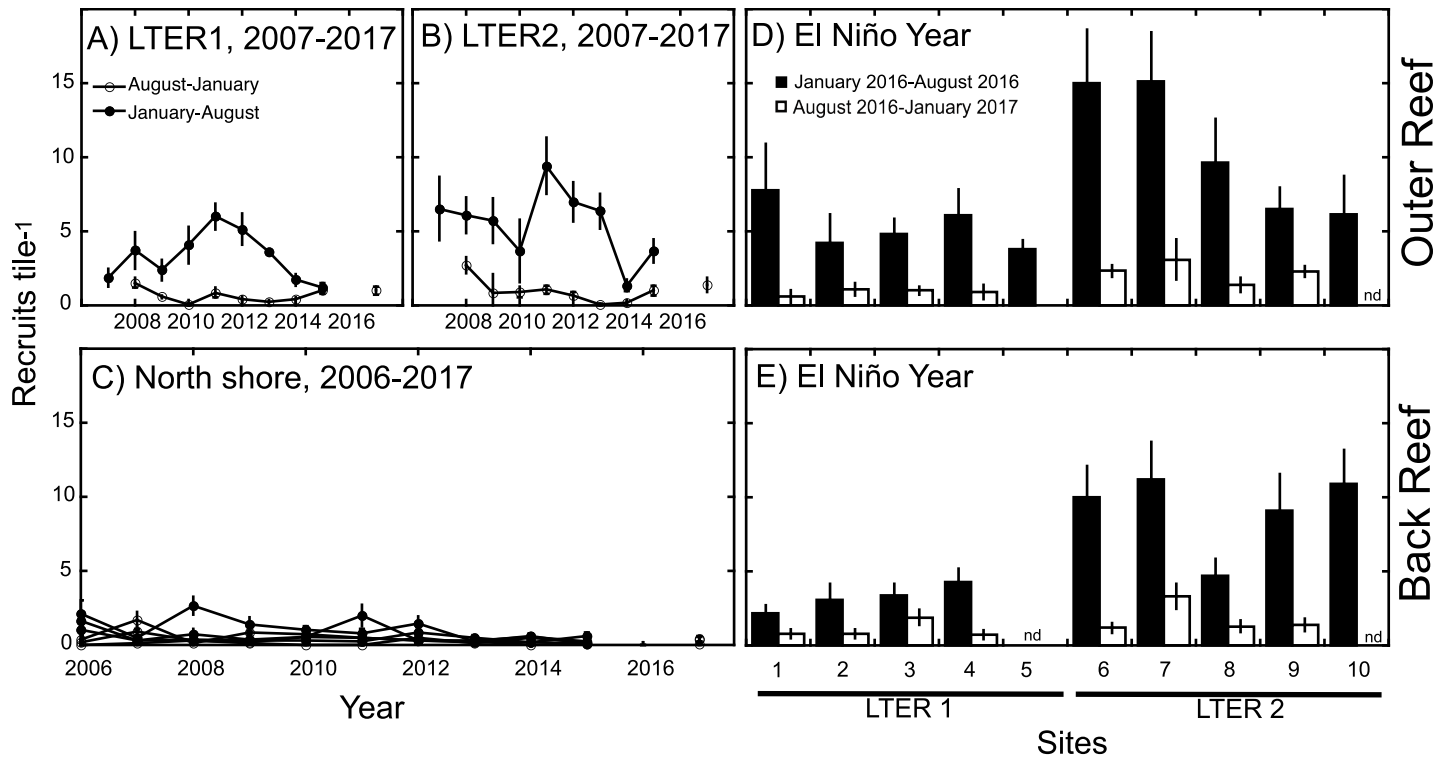 A) LTER1, 2007-2017
August-January
January-August
15
10
5
0
2008 2010 2012 2014 2016
B) LTER2, 2007-2017
2008 2010 2012 2014 2016
D) El Niño Year
January 2016-August 2016
August 2016-January 2017
nd
Outer Reef
Recruits tile-1
C) North shore, 2006-2017
15
10
5
0
2006 2008 2010 2012 2014 2016
Year
E) El Niño Year
nd
nd
1 2 3 4 5 6 7 8 9 10
LTER 1 LTER 2
Sites
Back Reef